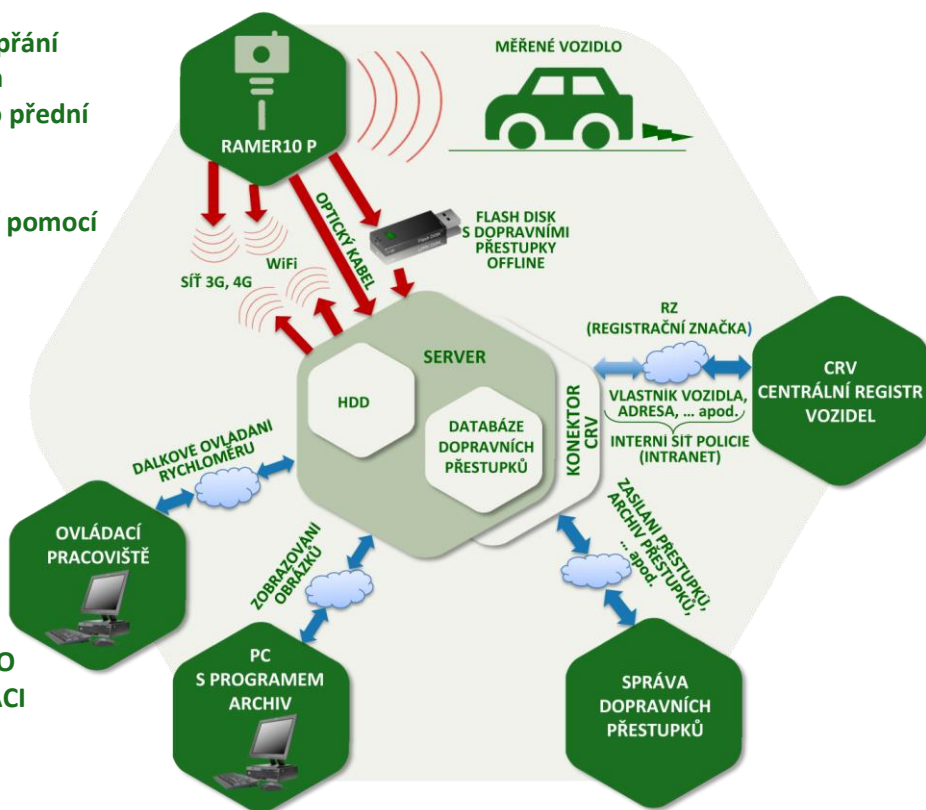 přání
o přední
pomocí
O
ACI
RAMER10 P
MĚŘENÉ VOZIDLO
SÍŤ 3G, 4G
WiFi
OPTICKÝ KABEL
FLASH DISK
S DOPRAVNÍMI
PŘESTUPKY
OFFLINE
SERVER
HDD
DATABÁZE
DOPRAVNÍCH
PŘESTUPKŮ
KONEKTOR
CRV
RZ
(REGISTRAČNÍ ZNAČKA)
VLASTNÍK VOZIDLA,
ADRESA, ... apod.
INTERNÍ SÍŤ POLICIE
(INTRANET)
CRV
CENTRÁLNÍ REGISTR
VOZIDEL
DÁLKOVÉ OVLÁDÁNÍ
RYCHLOMĚRU
OVLÁDACÍ
PRACOVIŠTĚ
ZOBRAZOVÁNÍ
OBRÁZKŮ
PC
S PROGRAMEM
ARCHIV
ZASÍLÁNÍ PŘESTUPKŮ,
ARCHIV PŘESTUPKŮ,
... apod.
SPRÁVA
DOPRAVNÍCH
PŘESTUPKŮ